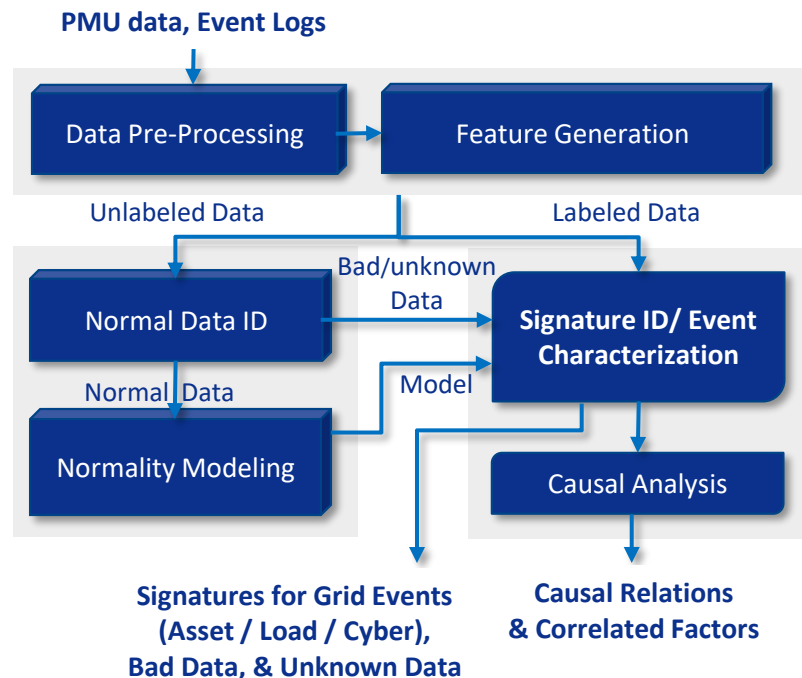 PMU data, Event Logs
Data Pre-Processing
Feature Generation
Unlabeled Data
Labeled Data
Bad/unknown
Data
Normal Data ID
Signature ID/ Event
Characterization
Normal Data
Model
Normality Modeling
Causal Analysis
Signatures for Grid Events
(Asset / Load / Cyber),
Bad Data, & Unknown Data
Causal Relations
& Correlated Factors